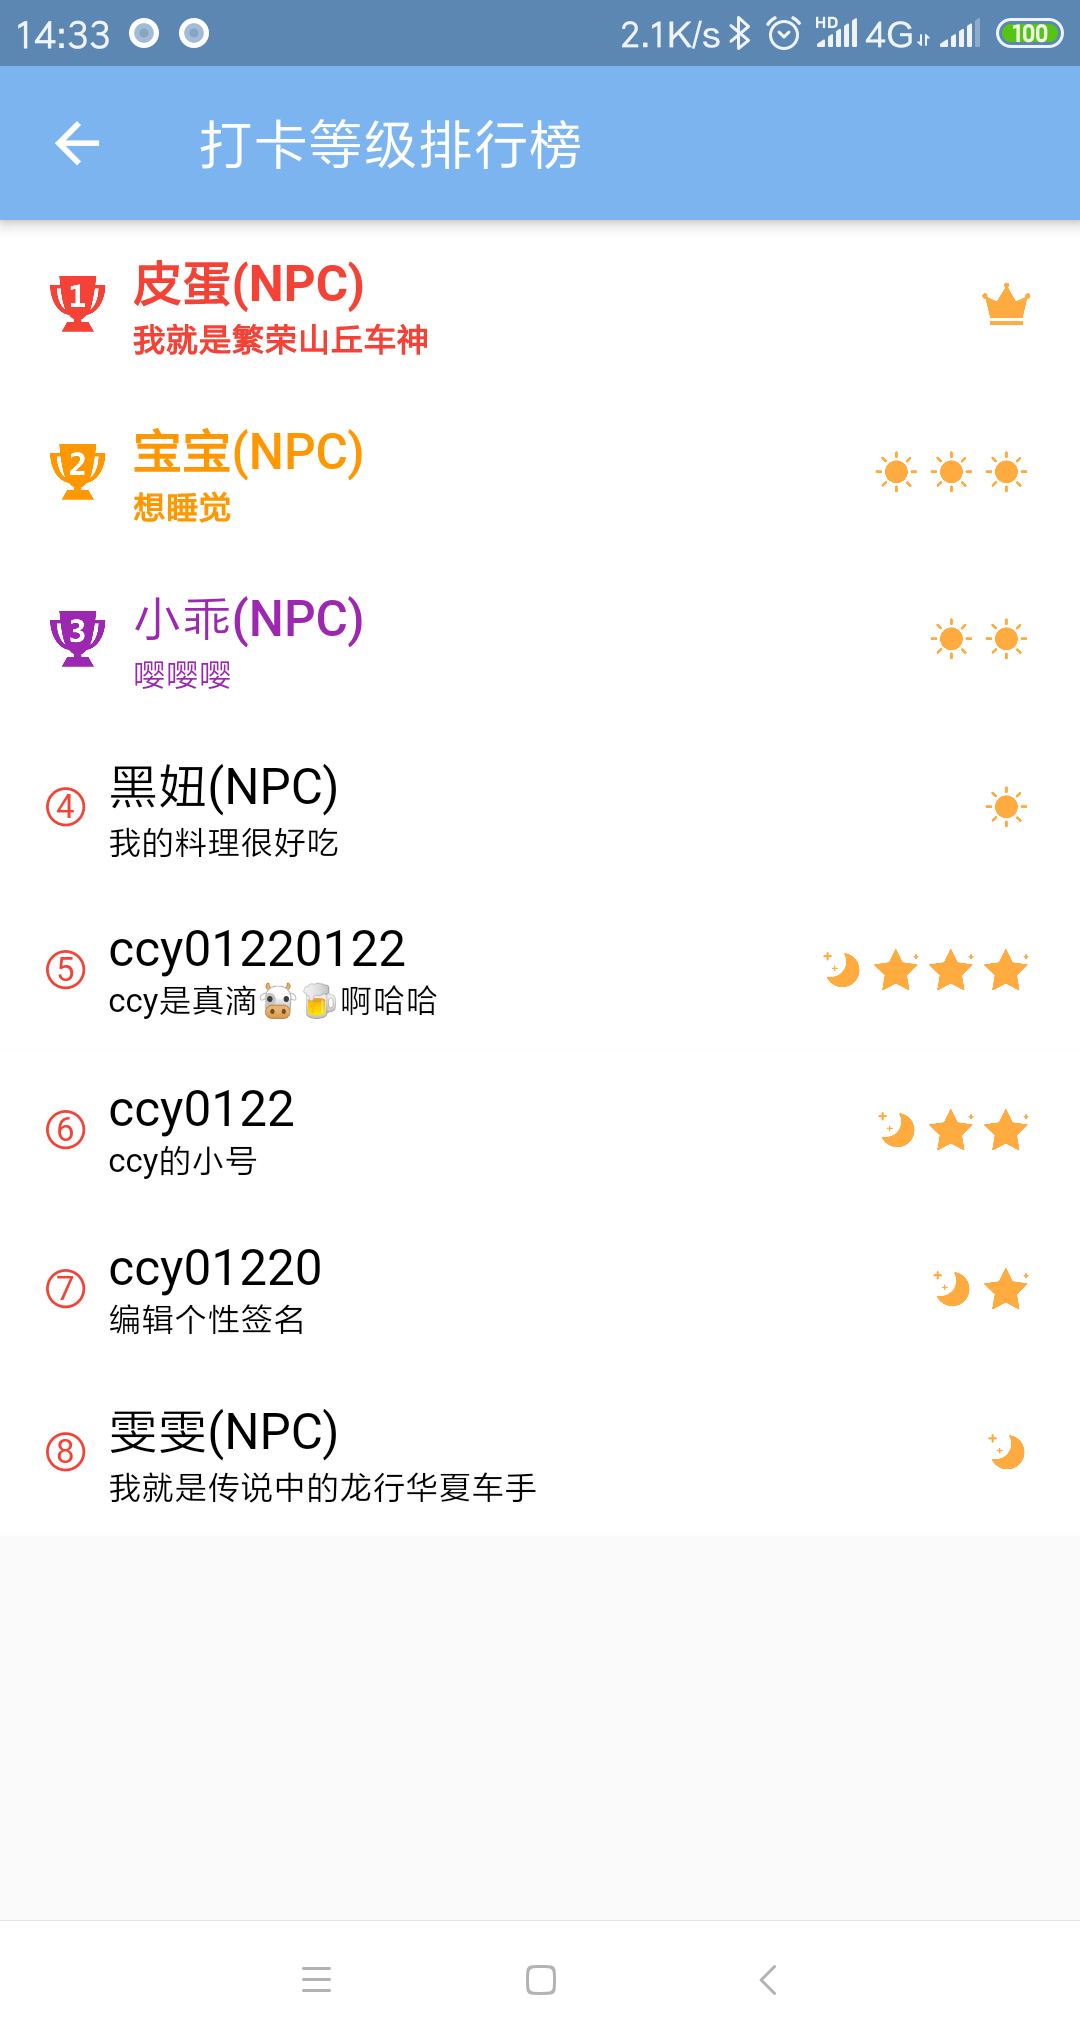 14:33 2.1K/s HD 4G 100
打卡等级排行榜
1 皮蛋(NPC)
我就是繁荣山丘车神
2 宝宝(NPC)
想睡觉
3 小乖(NPC)
嘤嘤嘤
④ 黑妞(NPC)
我的料理很好吃
⑤ ccy01220122
ccy是真滴🐮🍺啊哈哈
⑥ ccy0122
ccy的小号
⑦ ccy01220
编辑个性签名
⑧ 雯雯(NPC)
我就是传说中的龙行华夏车手